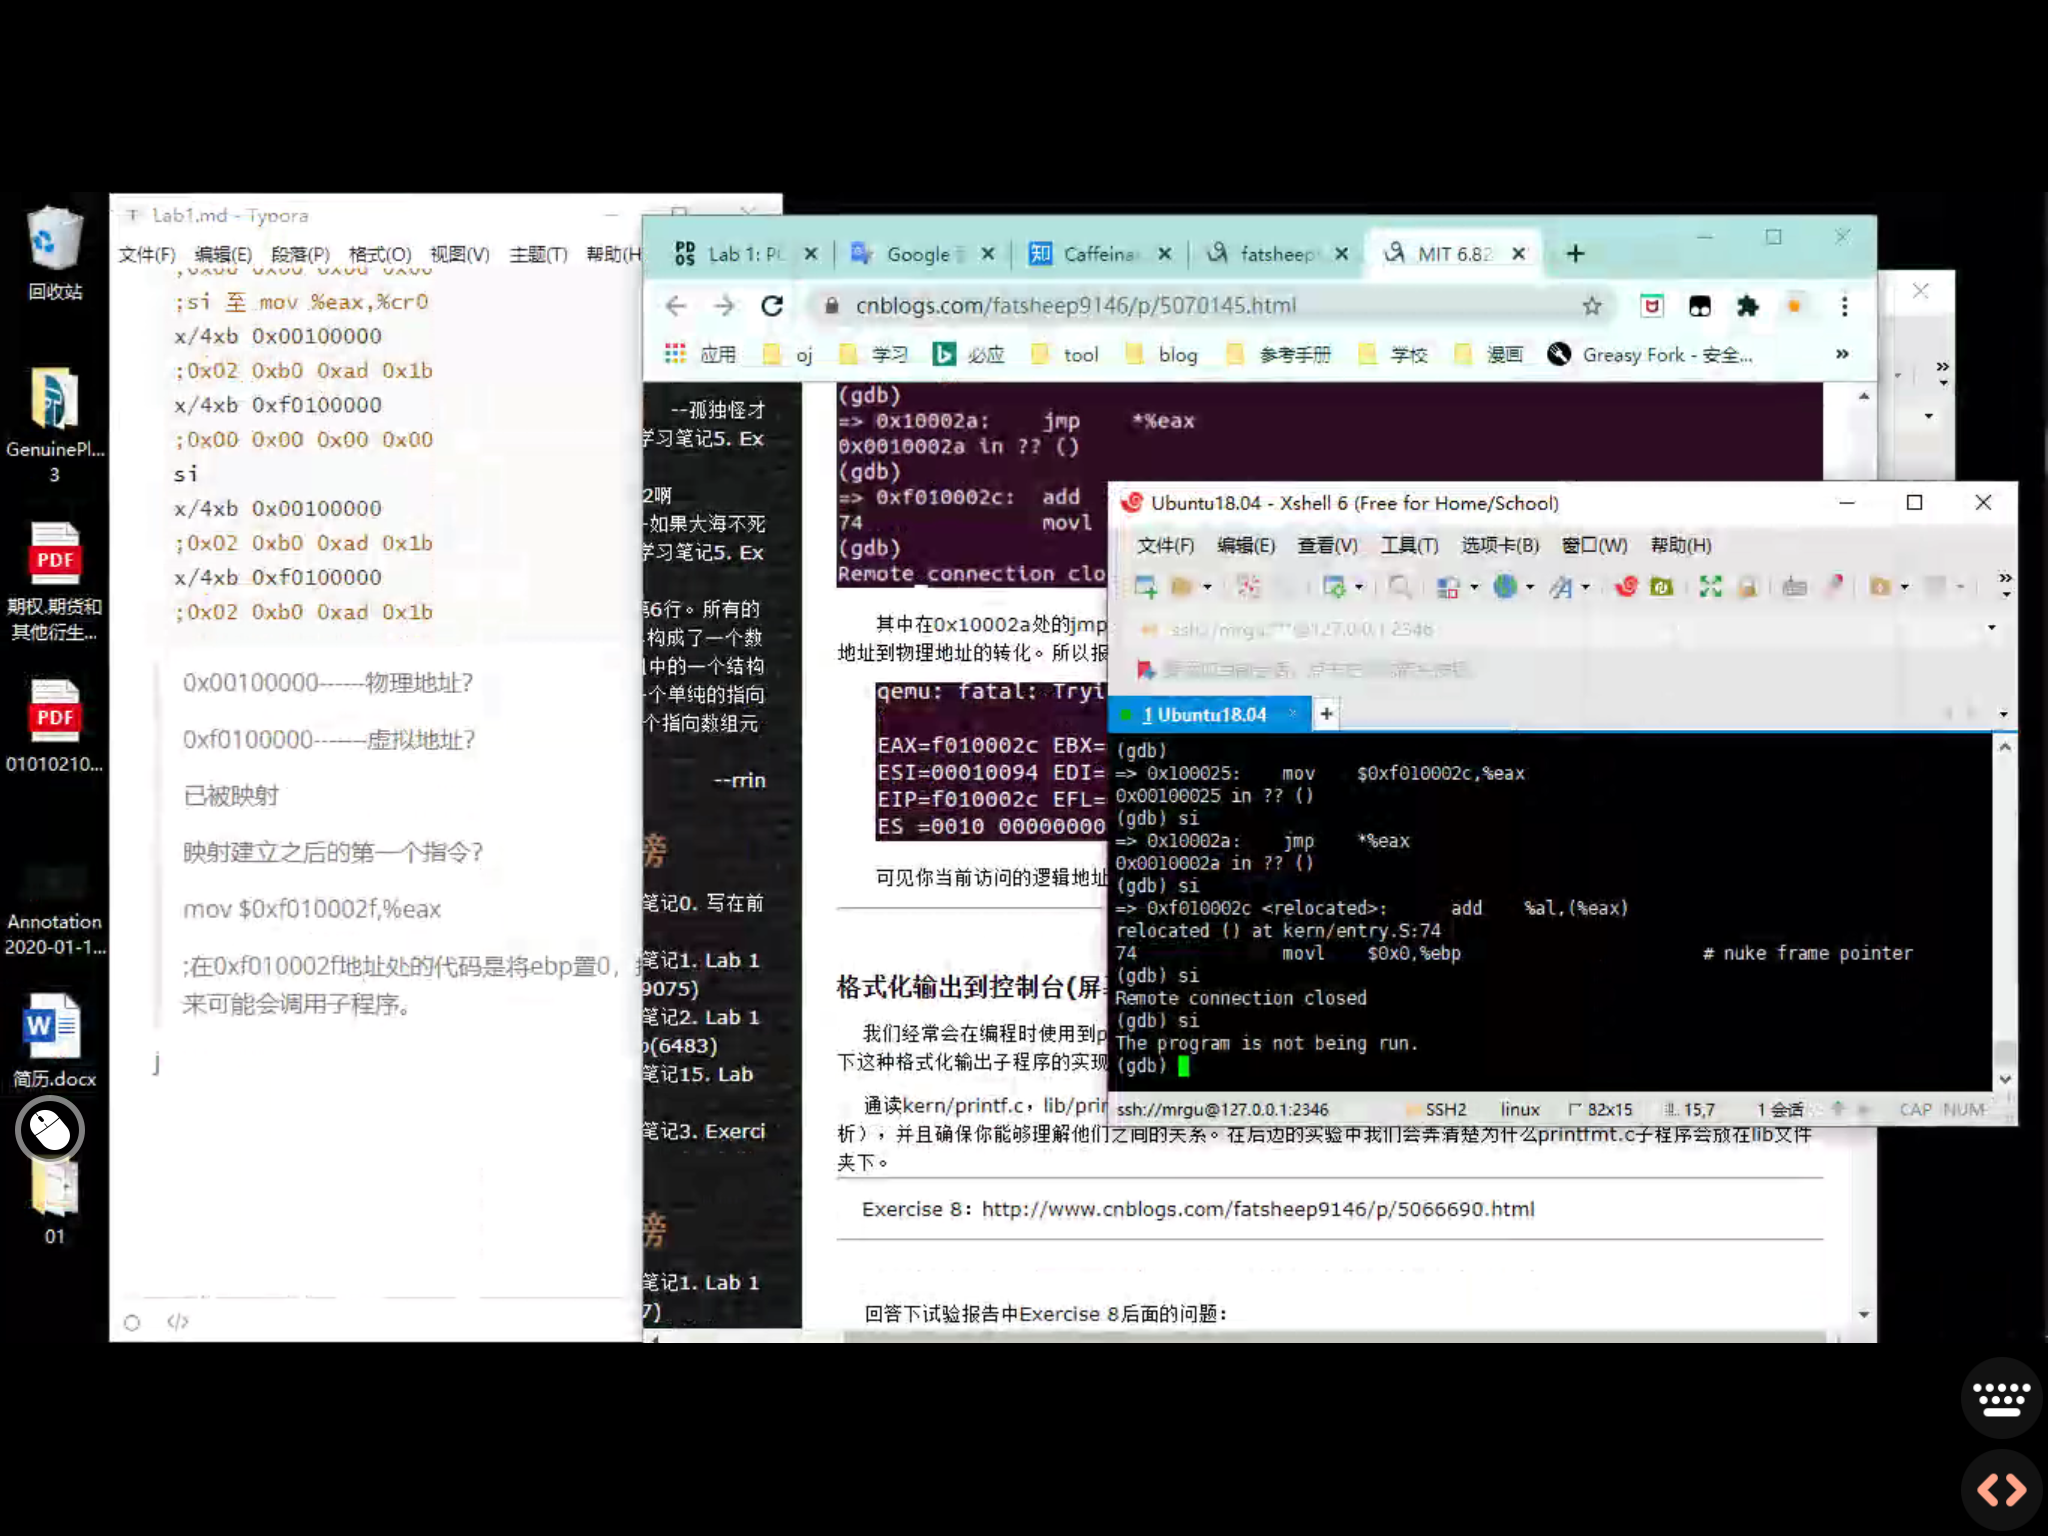 回收站
GenuinePl...
3
PDF
期权.期货和
其他衍生...
PDF
01010210...
Annotation
2020-01-1...
W
简历.docx
01
Lab1.md - Typora
文件(F) 编辑(E) 段落(P) 格式(O) 视图(V) 主题(T) 帮助(H
;si 至 mov %eax,%cr0
x/4xb 0x00100000
;0x02 0xb0 0xad 0x1b
x/4xb 0xf0100000
;0x00 0x00 0x00 0x00
si
x/4xb 0x00100000
;0x02 0xb0 0xad 0x1b
x/4xb 0xf0100000
;0x02 0xb0 0xad 0x1b
0x00100000------物理地址?
0xf0100000------虚拟地址?
已被映射
映射建立之后的第一个指令?
mov $0xf010002f,%eax
;在0xf010002f地址处的代码是将ebp置0,
来可能会调用子程序。
j
</>
PDOS Lab 1: PC Google 知 Caffeina fatsheep MIT 6.82
cnblogs.com/fatsheep9146/p/5070145.html
应用 oj 学习 必应 tool blog 参考手册 学校 漫画 Greasy Fork - 安全... »
--孤独怪才
学习笔记5. Ex
2啊
-如果大海不死
学习笔记5. Ex
第6行。所有的
构成了一个数
中的一个结构
个单纯的指向
个指向数组元
--rrin
榜
笔记0. 写在前
笔记1. Lab 1
9075)
笔记2. Lab 1
(6483)
笔记15. Lab
笔记3. Exerci
榜
笔记1. Lab 1
7)
(gdb)
=> 0x10002a: jmp *%eax
0x0010002a in ?? ()
(gdb)
=> 0xf010002c: add
74 movl
(gdb)
Remote connection clo
其中在0x10002a处的jmp
地址到物理地址的转化。所以报
qemu: fatal: Tryi
EAX=f010002c EBX=
ESI=00010094 EDI=
EIP=f010002c EFL=
ES =0010 00000000
可见你当前访问的逻辑地址
格式化输出到控制台(屏
我们经常会在编程时使用到p
下这种格式化输出子程序的实现
通读kern/printf.c，lib/prin
析），并且确保你能够理解他们之间的关系。在后边的实验中我们会弄清楚为什么printfmt.c子程序会放在lib文件
夹下。
Exercise 8：http://www.cnblogs.com/fatsheep9146/p/5066690.html
回答下试验报告中Exercise 8后面的问题：
Ubuntu18.04 - Xshell 6 (Free for Home/School)
文件(F) 编辑(E) 查看(V) 工具(T) 选项卡(B) 窗口(W) 帮助(H)
ssh://mrgu:***@127.0.0.1:2346
1 Ubuntu18.04
(gdb)
=> 0x100025: mov $0xf010002c,%eax
0x00100025 in ?? ()
(gdb) si
=> 0x10002a: jmp *%eax
0x0010002a in ?? ()
(gdb) si
=> 0xf010002c <relocated>: add %al,(%eax)
relocated () at kern/entry.S:74
74 movl $0x0,%ebp # nuke frame pointer
(gdb) si
Remote connection closed
(gdb) si
The program is not being run.
(gdb)
ssh://mrgu@127.0.0.1:2346 SSH2 linux 82x15 15,7 1 会话 CAP NUM